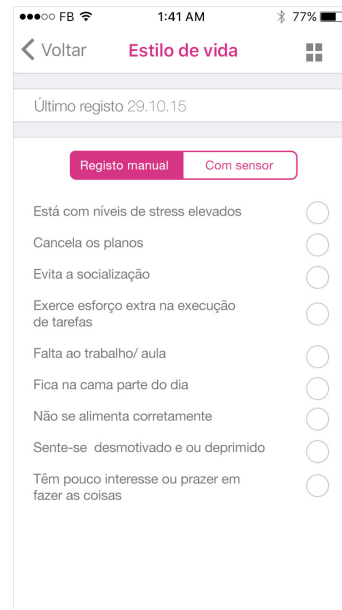 FB 1:41 AM 77%
Voltar Estilo de vida
Último registo 29.10.15
Registo manual Com sensor
Está com níveis de stress elevados
Cancela os planos
Evita a socialização
Exerce esforço extra na execução
de tarefas
Falta ao trabalho/ aula
Fica na cama parte do dia
Não se alimenta corretamente
Sente-se desmotivado e ou deprimido
Têm pouco interesse ou prazer em
fazer as coisas